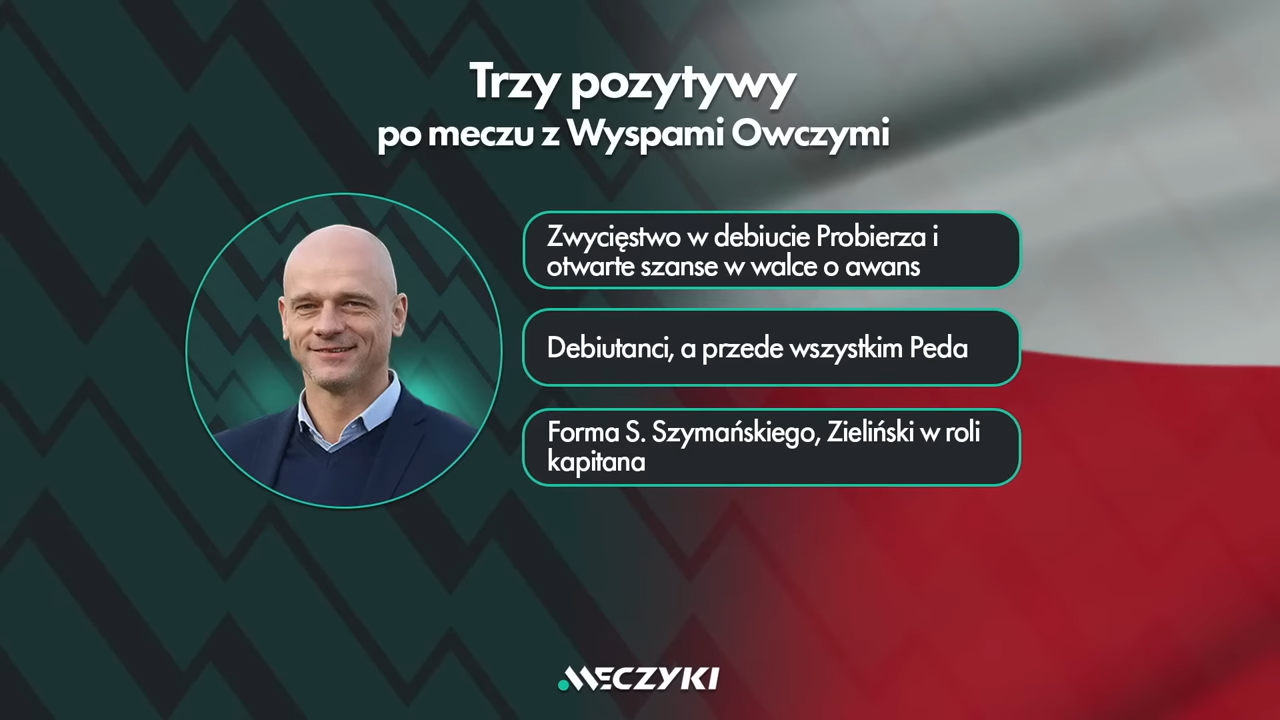 Trzy pozytywy
po meczu z Wyspami Owczymi
Zwycięstwo w debiucie Probierza i
otwarte szanse w walce o awans
Debiutanci, a przede wszystkim Peda
Forma S. Szymańskiego, Zieliński w roli
kapitana
MECZYKI